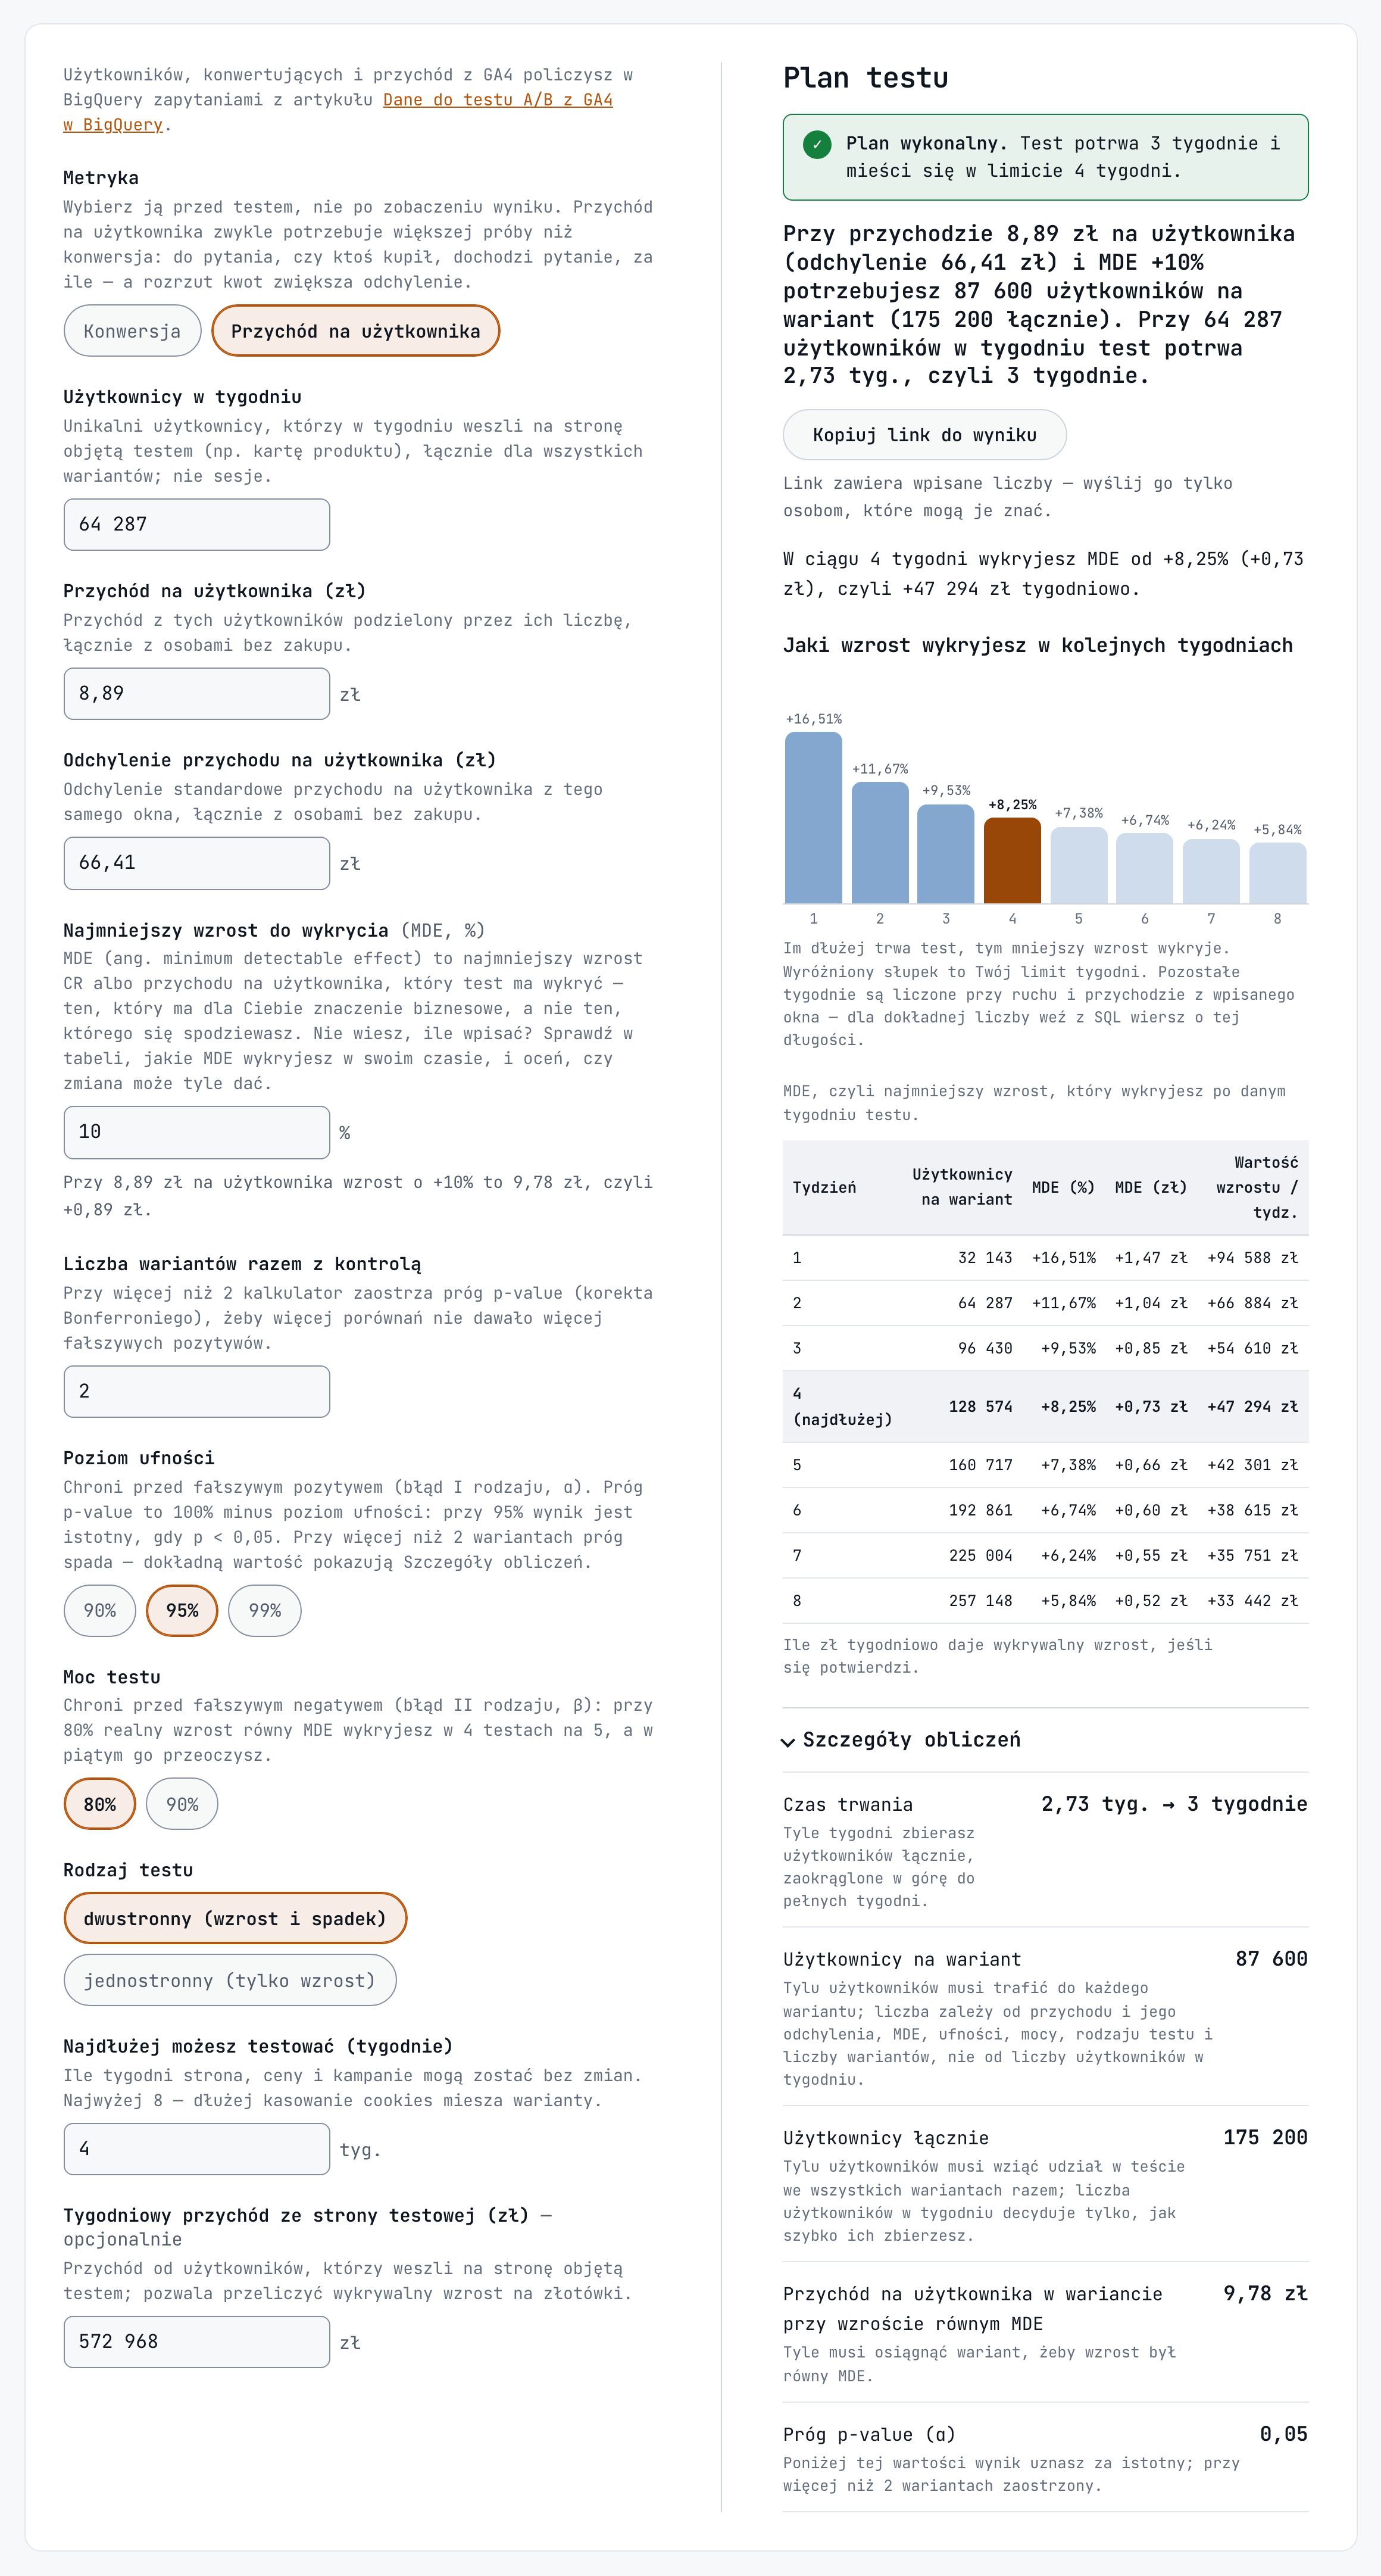 Użytkowników, konwertujących i przychód z GA4 policzysz w
BigQuery zapytaniami z artykułu Dane do testu A/B z GA4
w BigQuery.
Metryka
Wybierz ją przed testem, nie po zobaczeniu wyniku. Przychód
na użytkownika zwykle potrzebuje większej próby niż
konwersja: do pytania, czy ktoś kupił, dochodzi pytanie, za
ile — a rozrzut kwot zwiększa odchylenie.
Konwersja
Przychód na użytkownika
Użytkownicy w tygodniu
Unikalni użytkownicy, którzy w tygodniu weszli na stronę
objętą testem (np. kartę produktu), łącznie dla wszystkich
wariantów; nie sesje.
64 287
Przychód na użytkownika (zł)
Przychód z tych użytkowników podzielony przez ich liczbę,
łącznie z osobami bez zakupu.
8,89 zł
Odchylenie przychodu na użytkownika (zł)
Odchylenie standardowe przychodu na użytkownika z tego
samego okna, łącznie z osobami bez zakupu.
66,41 zł
Najmniejszy wzrost do wykrycia (MDE, %)
MDE (ang. minimum detectable effect) to najmniejszy wzrost
CR albo przychodu na użytkownika, który test ma wykryć —
ten, który ma dla Ciebie znaczenie biznesowe, a nie ten,
którego się spodziewasz. Nie wiesz, ile wpisać? Sprawdź w
tabeli, jakie MDE wykryjesz w swoim czasie, i oceń, czy
zmiana może tyle dać.
10 %
Przy 8,89 zł na użytkownika wzrost o +10% to 9,78 zł, czyli
+0,89 zł.
Liczba wariantów razem z kontrolą
Przy więcej niż 2 kalkulator zaostrza próg p-value (korekta
Bonferroniego), żeby więcej porównań nie dawało więcej
fałszywych pozytywów.
2
Poziom ufności
Chroni przed fałszywym pozytywem (błąd I rodzaju, α). Próg
p-value to 100% minus poziom ufności: przy 95% wynik jest
istotny, gdy p < 0,05. Przy więcej niż 2 wariantach próg
spada — dokładną wartość pokazują Szczegóły obliczeń.
90% 95% 99%
Moc testu
Chroni przed fałszywym negatywem (błąd II rodzaju, β): przy
80% realny wzrost równy MDE wykryjesz w 4 testach na 5, a w
piątym go przeoczysz.
80% 90%
Rodzaj testu
dwustronny (wzrost i spadek)
jednostronny (tylko wzrost)
Najdłużej możesz testować (tygodnie)
Ile tygodni strona, ceny i kampanie mogą zostać bez zmian.
Najwyżej 8 — dłużej kasowanie cookies miesza warianty.
4 tyg.
Tygodniowy przychód ze strony testowej (zł) —
opcjonalnie
Przychód od użytkowników, którzy weszli na stronę objętą
testem; pozwala przeliczyć wykrywalny wzrost na złotówki.
572 968 zł
Plan testu
✓ Plan wykonalny. Test potrwa 3 tygodnie i
mieści się w limicie 4 tygodni.
Przy przychodzie 8,89 zł na użytkownika
(odchylenie 66,41 zł) i MDE +10%
potrzebujesz 87 600 użytkowników na
wariant (175 200 łącznie). Przy 64 287
użytkowników w tygodniu test potrwa
2,73 tyg., czyli 3 tygodnie.
Kopiuj link do wyniku
Link zawiera wpisane liczby — wyślij go tylko
osobom, które mogą je znać.
W ciągu 4 tygodni wykryjesz MDE od +8,25% (+0,73
zł), czyli +47 294 zł tygodniowo.
Jaki wzrost wykryjesz w kolejnych tygodniach
+16,51% +11,67% +9,53% +8,25% +7,38% +6,74% +6,24% +5,84%
1 2 3 4 5 6 7 8
Im dłużej trwa test, tym mniejszy wzrost wykryje.
Wyróżniony słupek to Twój limit tygodni. Pozostałe
tygodnie są liczone przy ruchu i przychodzie z wpisanego
okna — dla dokładnej liczby weź z SQL wiersz o tej
długości.
MDE, czyli najmniejszy wzrost, który wykryjesz po danym
tygodniu testu.
Tydzień Użytkownicy na wariant MDE (%) MDE (zł) Wartość wzrostu / tydz.
1 32 143 +16,51% +1,47 zł +94 588 zł
2 64 287 +11,67% +1,04 zł +66 884 zł
3 96 430 +9,53% +0,85 zł +54 610 zł
4 (najdłużej) 128 574 +8,25% +0,73 zł +47 294 zł
5 160 717 +7,38% +0,66 zł +42 301 zł
6 192 861 +6,74% +0,60 zł +38 615 zł
7 225 004 +6,24% +0,55 zł +35 751 zł
8 257 148 +5,84% +0,52 zł +33 442 zł
Ile zł tygodniowo daje wykrywalny wzrost, jeśli
się potwierdzi.
Szczegóły obliczeń
Czas trwania 2,73 tyg. → 3 tygodnie
Tyle tygodni zbierasz
użytkowników łącznie,
zaokrąglone w górę do
pełnych tygodni.
Użytkownicy na wariant 87 600
Tylu użytkowników musi trafić do każdego
wariantu; liczba zależy od przychodu i jego
odchylenia, MDE, ufności, mocy, rodzaju testu i
liczby wariantów, nie od liczby użytkowników w
tygodniu.
Użytkownicy łącznie 175 200
Tylu użytkowników musi wziąć udział w teście
we wszystkich wariantach razem; liczba
użytkowników w tygodniu decyduje tylko, jak
szybko ich zbierzesz.
Przychód na użytkownika w wariancie 9,78 zł
przy wzroście równym MDE
Tyle musi osiągnąć wariant, żeby wzrost był
równy MDE.
Próg p-value (α) 0,05
Poniżej tej wartości wynik uznasz za istotny; przy
więcej niż 2 wariantach zaostrzony.